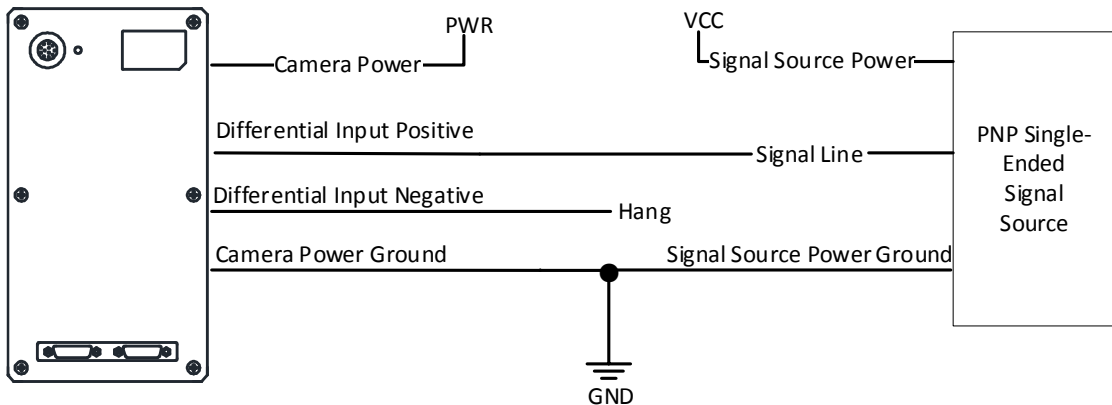 PWR
VCC
Camera Power
Signal Source Power
Differential Input Positive
Signal Line
PNP Single-
Ended
Signal
Source
Differential Input Negative
Hang
Camera Power Ground
Signal Source Power Ground
GND